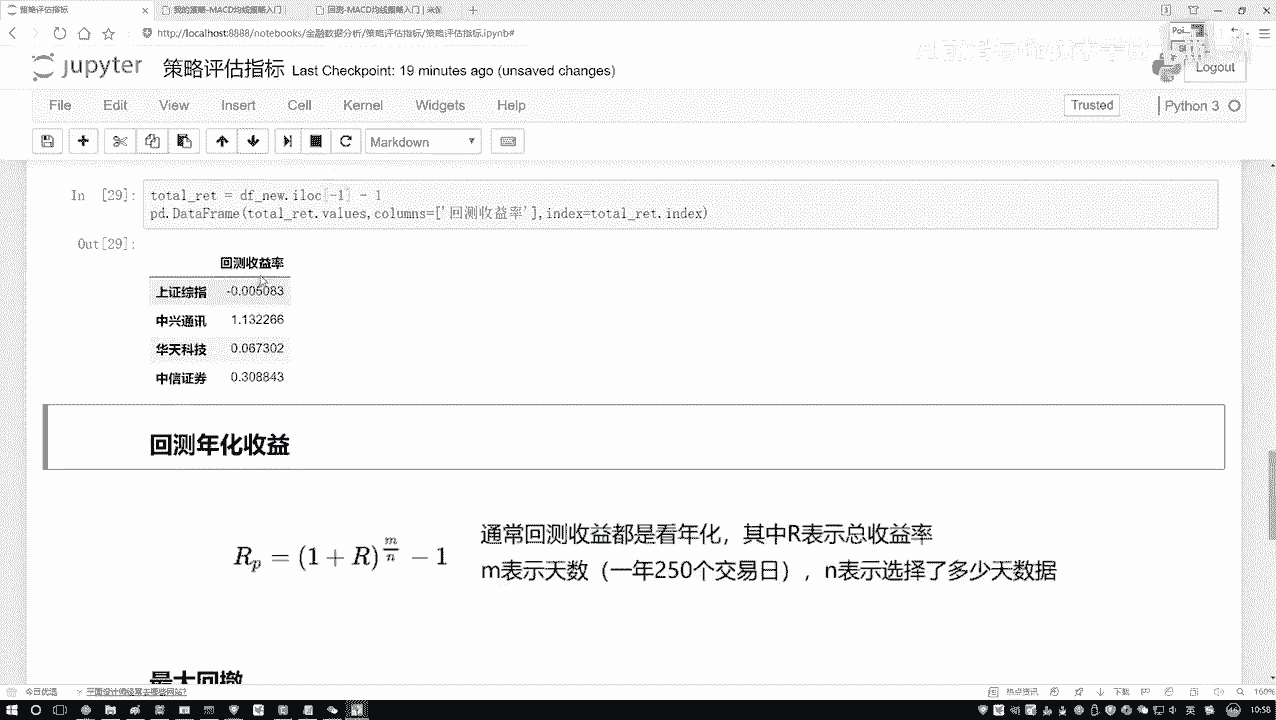 策略评估指标
我的策略-MACD均线策略入门
回测-MACD均线策略入门 | 米筐
http://localhost:8888/notebooks/金融数据分析/策略评估指标/策略评估指标.ipynb#
jupyter 策略评估指标 Last Checkpoint: 19 minutes ago (unsaved changes)
Logout
File Edit View Insert Cell Kernel Widgets Help
Trusted
Python 3
Markdown
In [29]:
total_ret = df_new.iloc[-1] - 1
pd.DataFrame(total_ret.values,columns=['回测收益率'],index=total_ret.index)
Out[29]:
回测收益率
上证综指 -0.005083
中兴通讯 1.132266
华天科技 0.067302
中信证券 0.308843
回测年化收益
R_p = (1 + R)^{m/n} − 1
通常回测收益都是看年化，其中R表示总收益率
m表示天数（一年250个交易日），n表示选择了多少天数据
最大回撤
今日优选
热点资讯
下载
160%
英
10:58